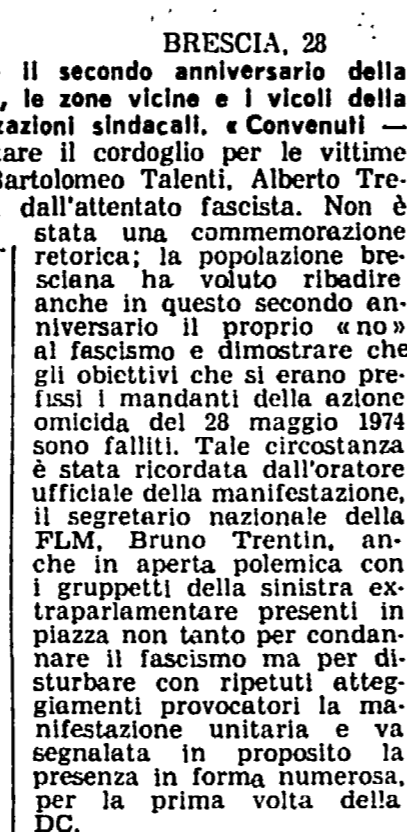 BRESCIA, 28
il secondo anniversario della
, le zone vicine e i vicoli della
zazioni sindacali. « Convenuti —
tare il cordoglio per le vittime
Bartolomeo Talenti, Alberto Tre-
dall'attentato fascista. Non è
stata una commemorazione
retorica; la popolazione bre-
sciana ha voluto ribadire
anche in questo secondo an-
niversario il proprio « no »
al fascismo e dimostrare che
gli obiettivi che si erano pre-
fissi i mandanti della azione
omicida del 28 maggio 1974
sono falliti. Tale circostanza
è stata ricordata dall'oratore
ufficiale della manifestazione,
il segretario nazionale della
FLM, Bruno Trentin, an-
che in aperta polemica con
i gruppetti della sinistra ex-
traparlamentare presenti in
piazza non tanto per condan-
nare il fascismo ma per di-
sturbare con ripetuti atteg-
giamenti provocatori la ma-
nifestazione unitaria e va
segnalata in proposito la
presenza in forma numerosa,
per la prima volta della
DC.